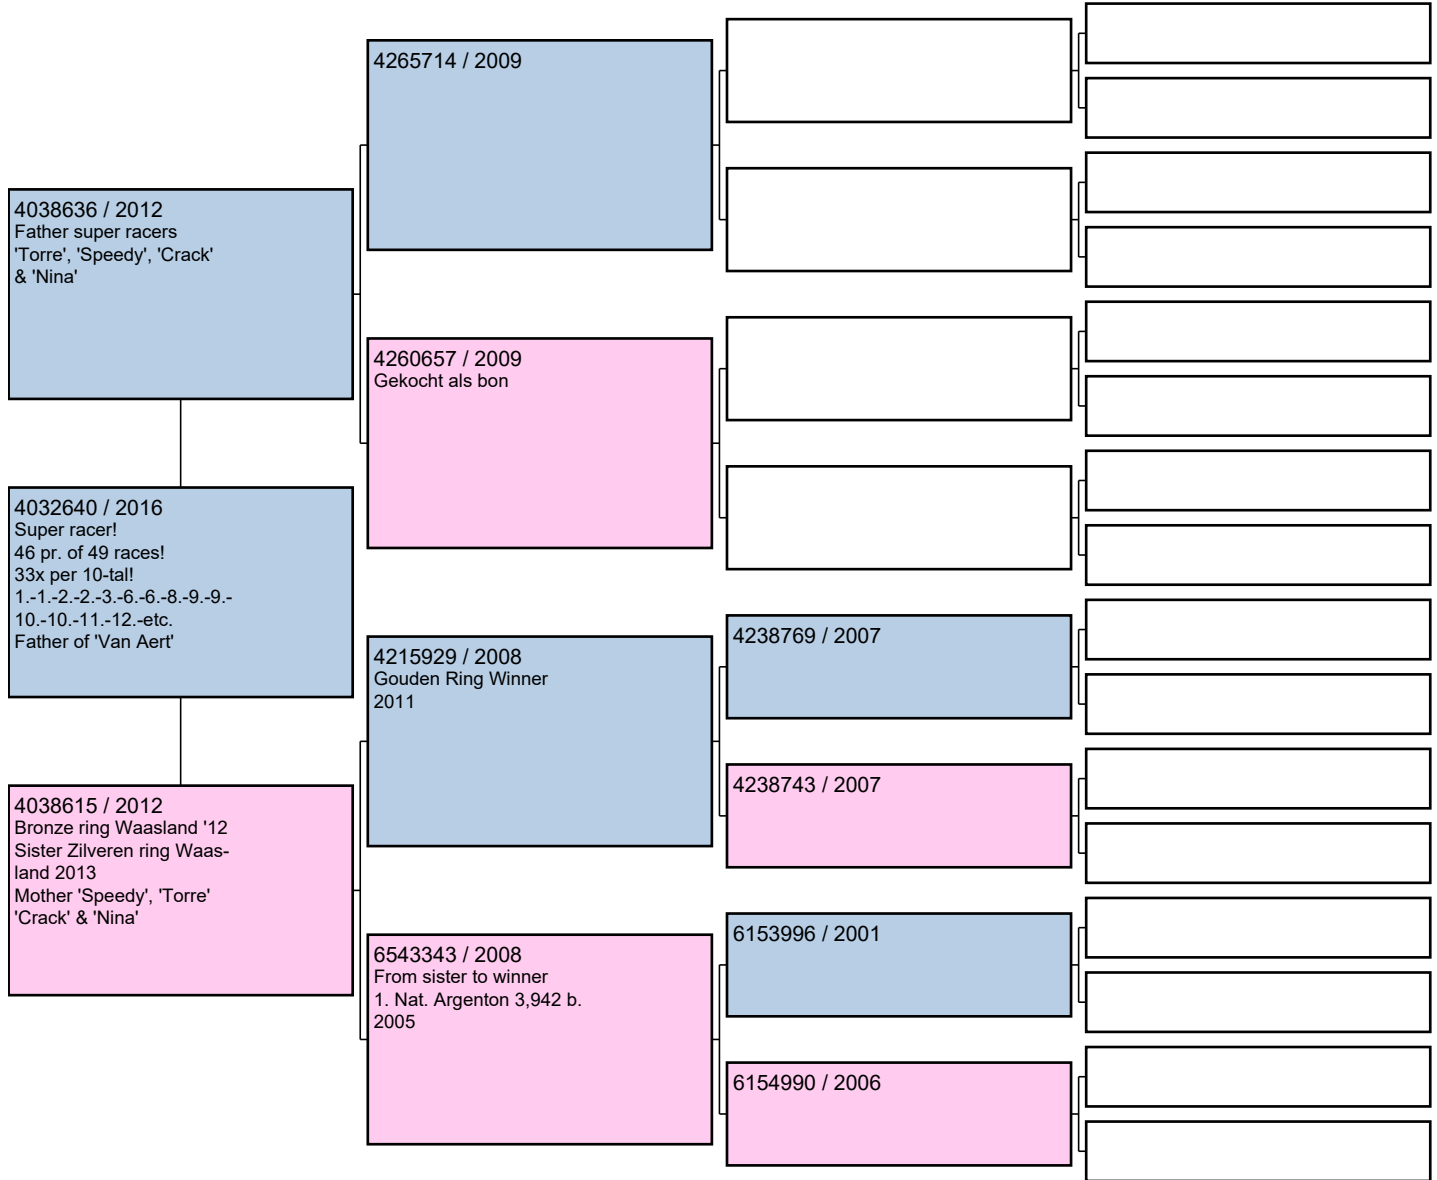 4038636 / 2012
Father super racers
'Torre', 'Speedy', 'Crack'
& 'Nina'
4032640 / 2016
Super racer!
46 pr. of 49 races!
33x per 10-tal!
1.-1.-2.-2.-3.-6.-6.-8.-9.-9.-
10.-10.-11.-12.-etc.
Father of 'Van Aert'
4038615 / 2012
Bronze ring Waasland '12
Sister Zilveren ring Waas-
land 2013
Mother 'Speedy', 'Torre'
'Crack' & 'Nina'
4265714 / 2009
4260657 / 2009
Gekocht als bon
4215929 / 2008
Gouden Ring Winner
2011
6543343 / 2008
From sister to winner
1. Nat. Argenton 3,942 b.
2005
4238769 / 2007
4238743 / 2007
6153996 / 2001
6154990 / 2006